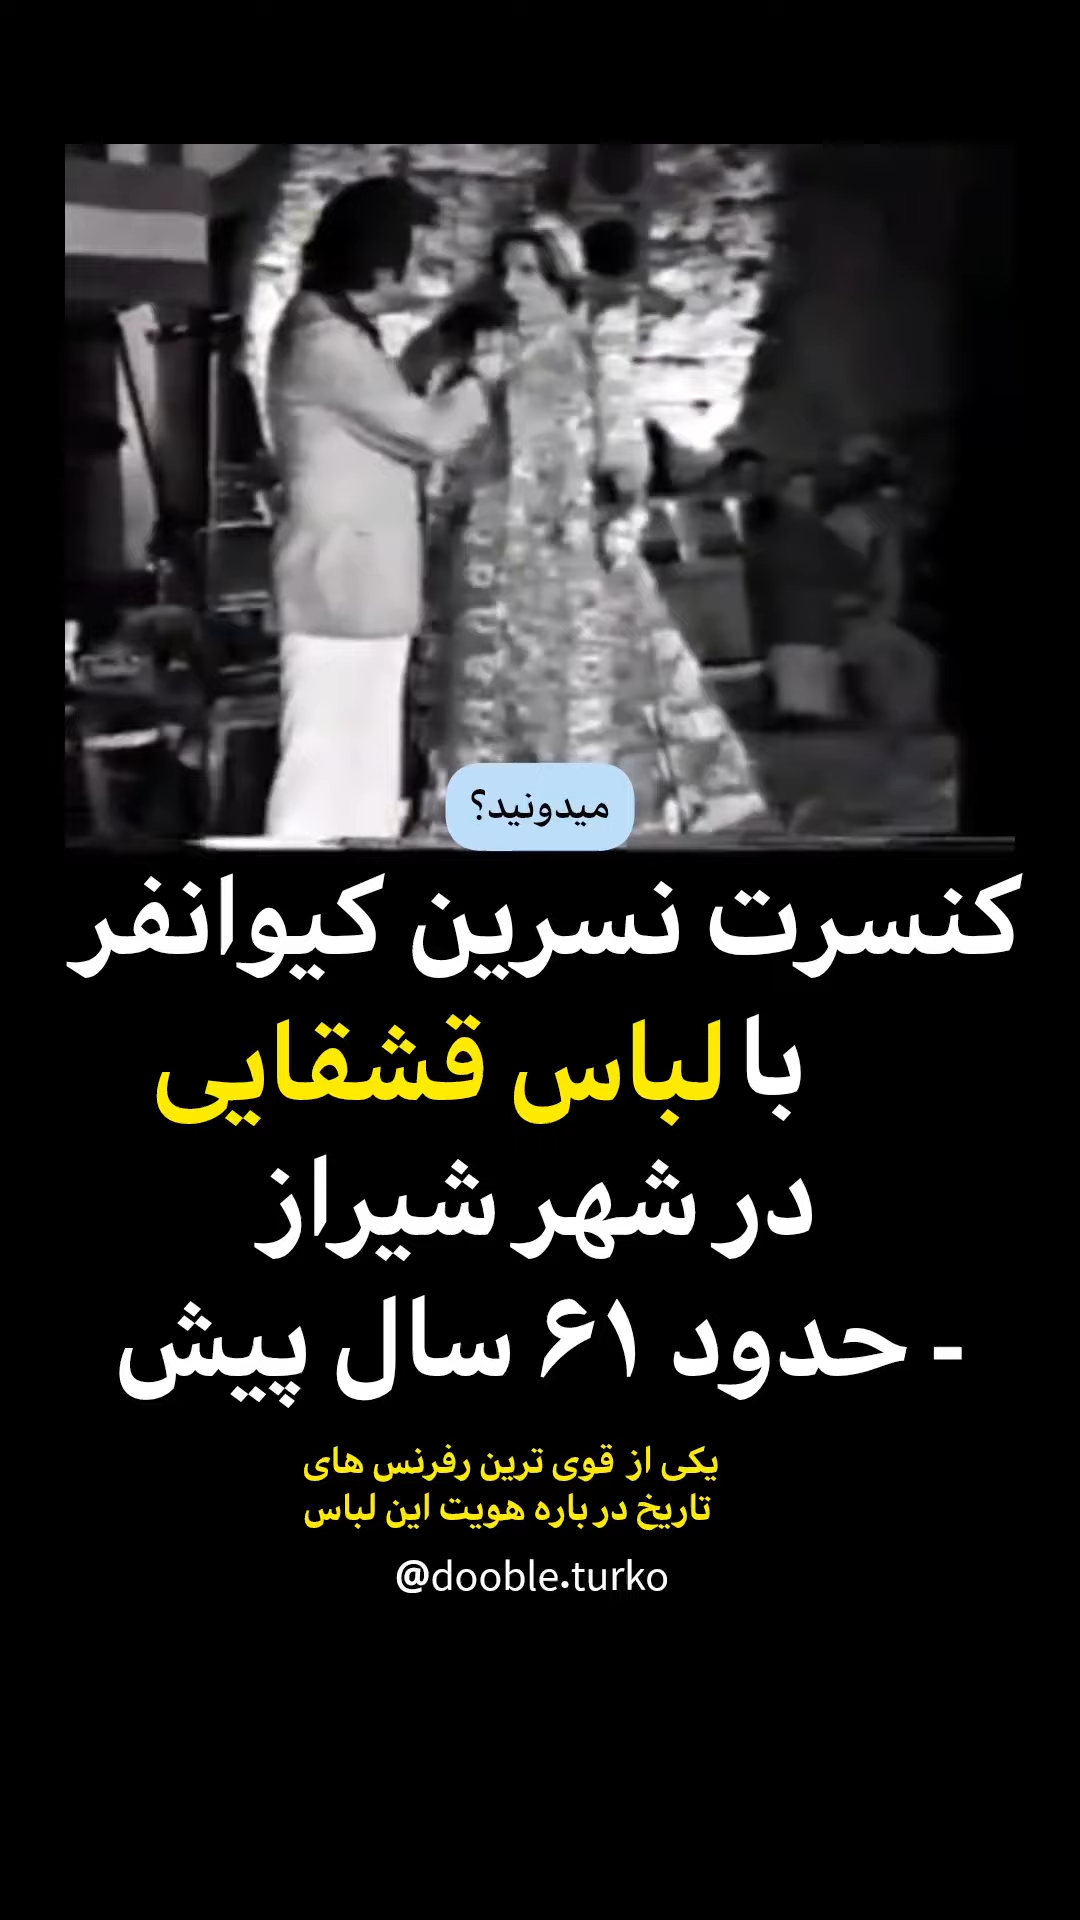 میدونید؟
کنسرت نسرین کیوانفر
با لباس قشقایی
در شهر شیراز
- حدود ۶۱ سال پیش
یکی از قوی ترین رفرنس های
تاریخ در باره هویت این لباس
@dooble.turko